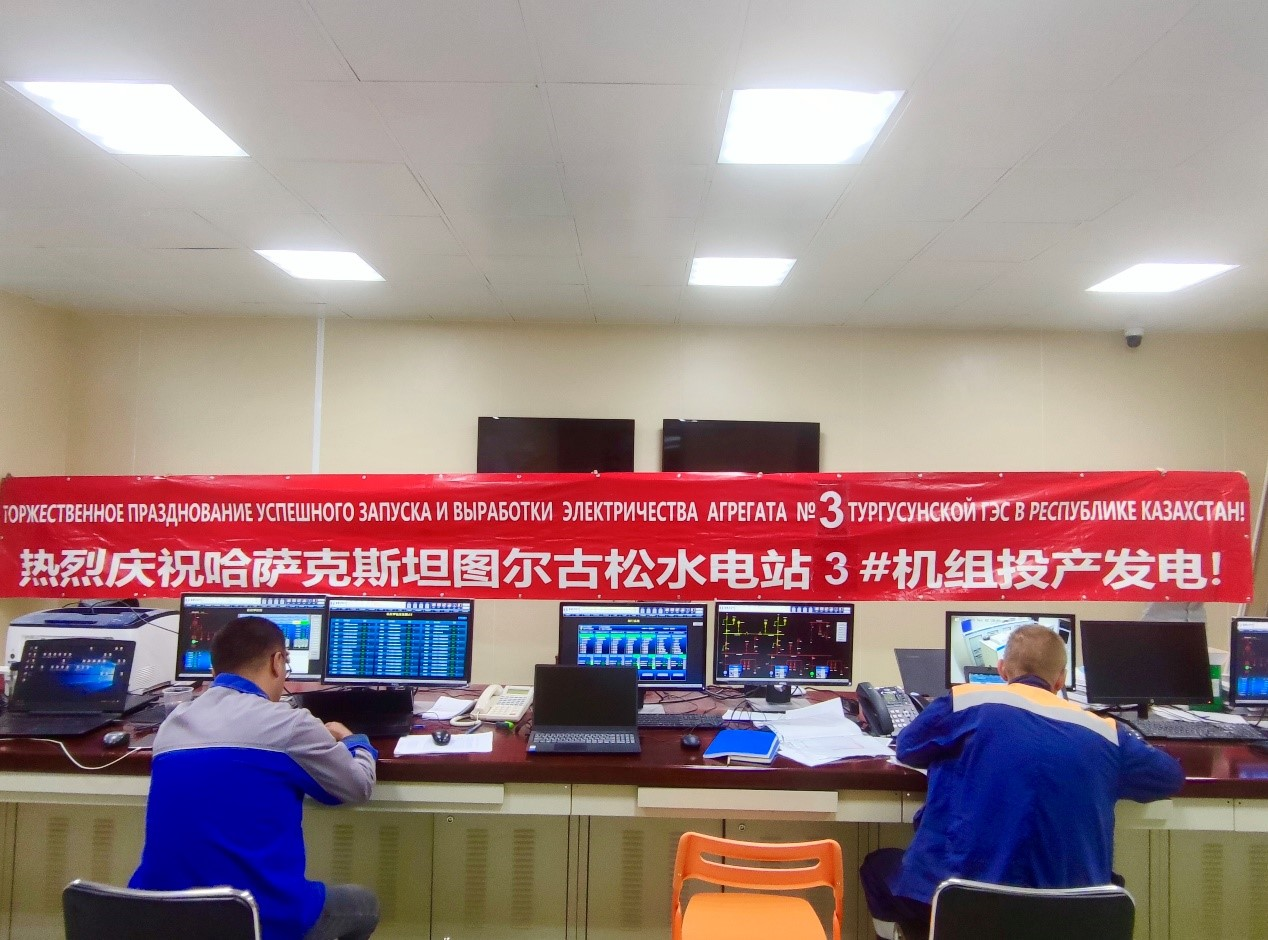 ТОРЖЕСТВЕННОЕ ПРАЗДНОВАНИЕ УСПЕШНОГО ЗАПУСКА И ВЫРАБОТКИ ЭЛЕКТРИЧЕСТВА АГРЕГАТА №3 ТУРГУСУНСКОЙ ГЭС В РЕСПУБЛИКЕ КАЗАХСТАН!
热烈庆祝哈萨克斯坦图尔古松水电站3#机组投产发电!